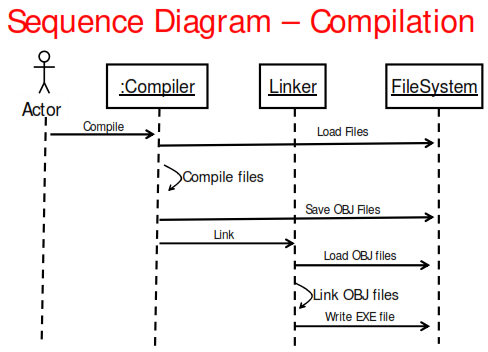 Sequence Diagram – Compilation
:Compiler
Linker
FileSystem
Actor
Compile
Load Files
Compile files
Save OBJ Files
Link
Load OBJ files
Link OBJ files
Write EXE file